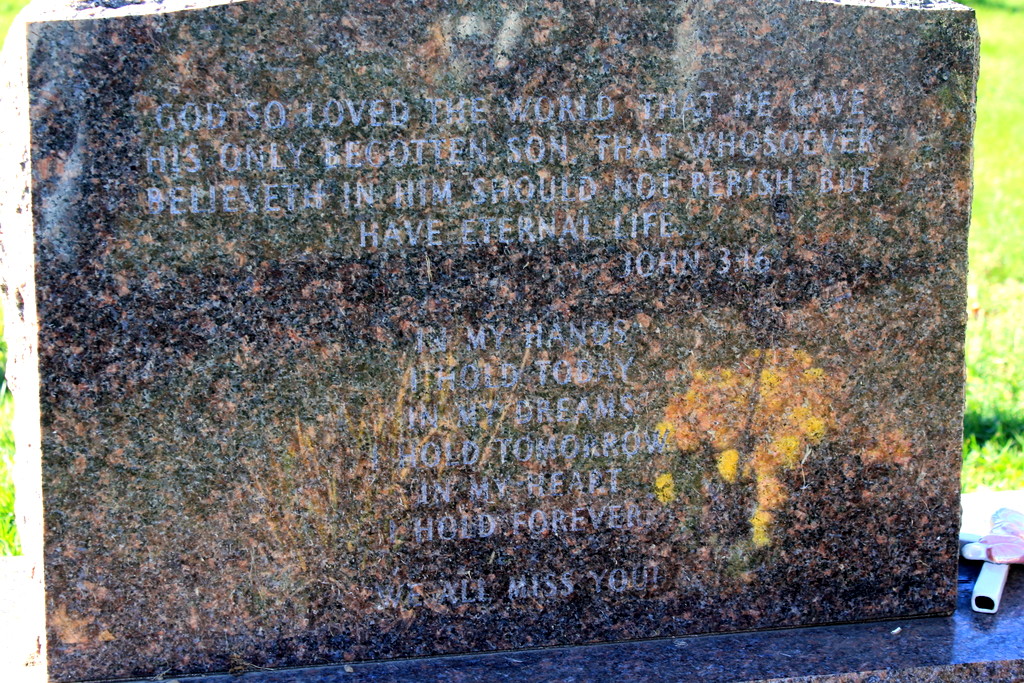 GOD SO LOVED THE WORLD THAT HE GAVE
HIS ONLY BEGOTTEN SON, THAT WHOSOEVER
BELIEVETH IN HIM SHOULD NOT PERISH BUT
HAVE ETERNAL LIFE.
JOHN 3:16
IN MY HANDS
I HOLD TODAY
IN MY DREAMS
I HOLD TOMORROW
IN MY HEART
I HOLD FOREVER.
WE ALL MISS YOU!